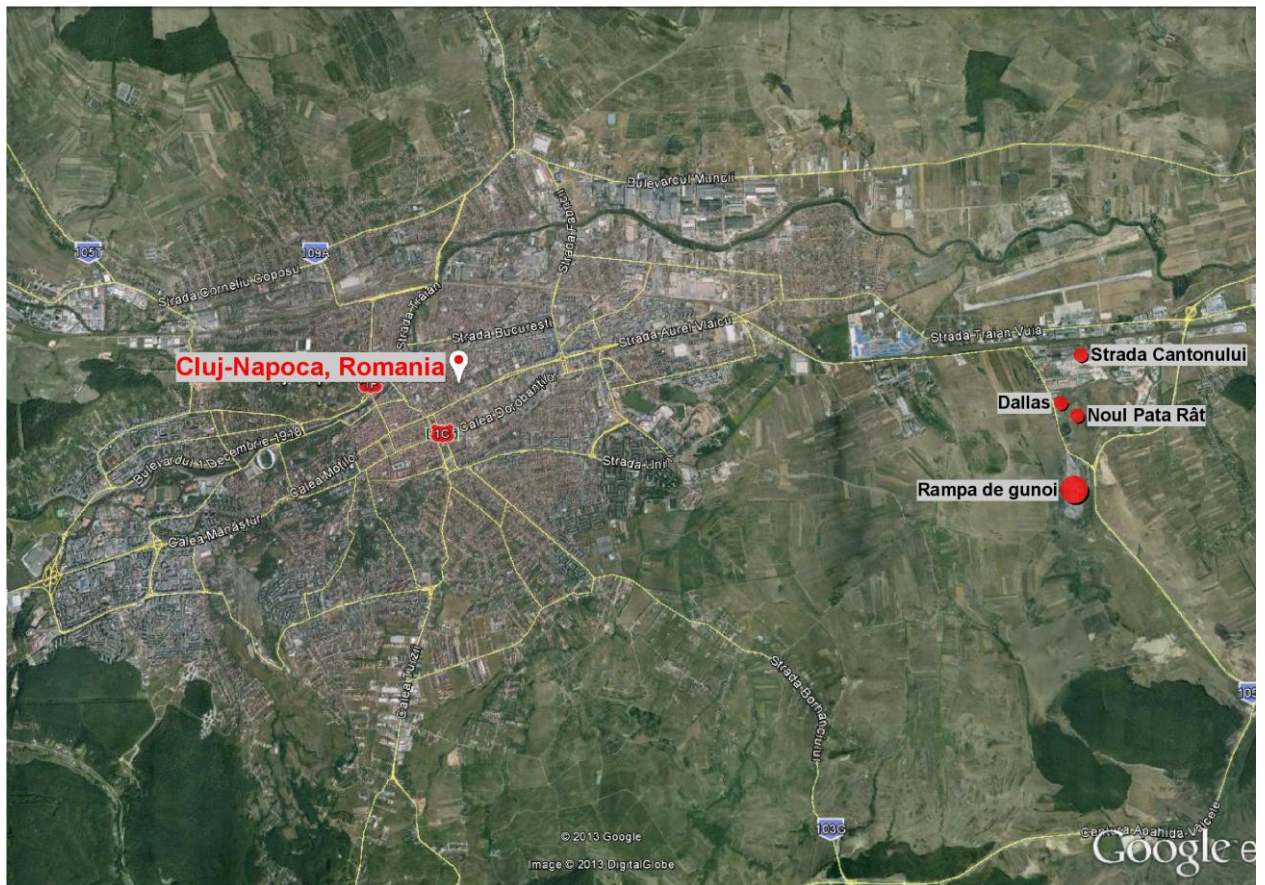 Bulevardul Muncii
Strada Fabricii
105T
109A
Strada Corneliu Coposu
Strada Traian
Strada București
Strada Aurel Vlaicu
Strada Traian Vuia
Strada Cantonului
Cluj-Napoca, Romania
1F
Dallas
Noul Pata Rât
Calea Dorobanților
1C
Bulevardul 1 Decembrie 1918
Calea Moților
Strada Unirii
Rampa de gunoi
Calea Mănăștur
Calea Turzii
Strada Borhanciului
105
103G
Centura Apahida-Vâlcele
© 2013 Google
Image © 2013 DigitalGlobe
Google e